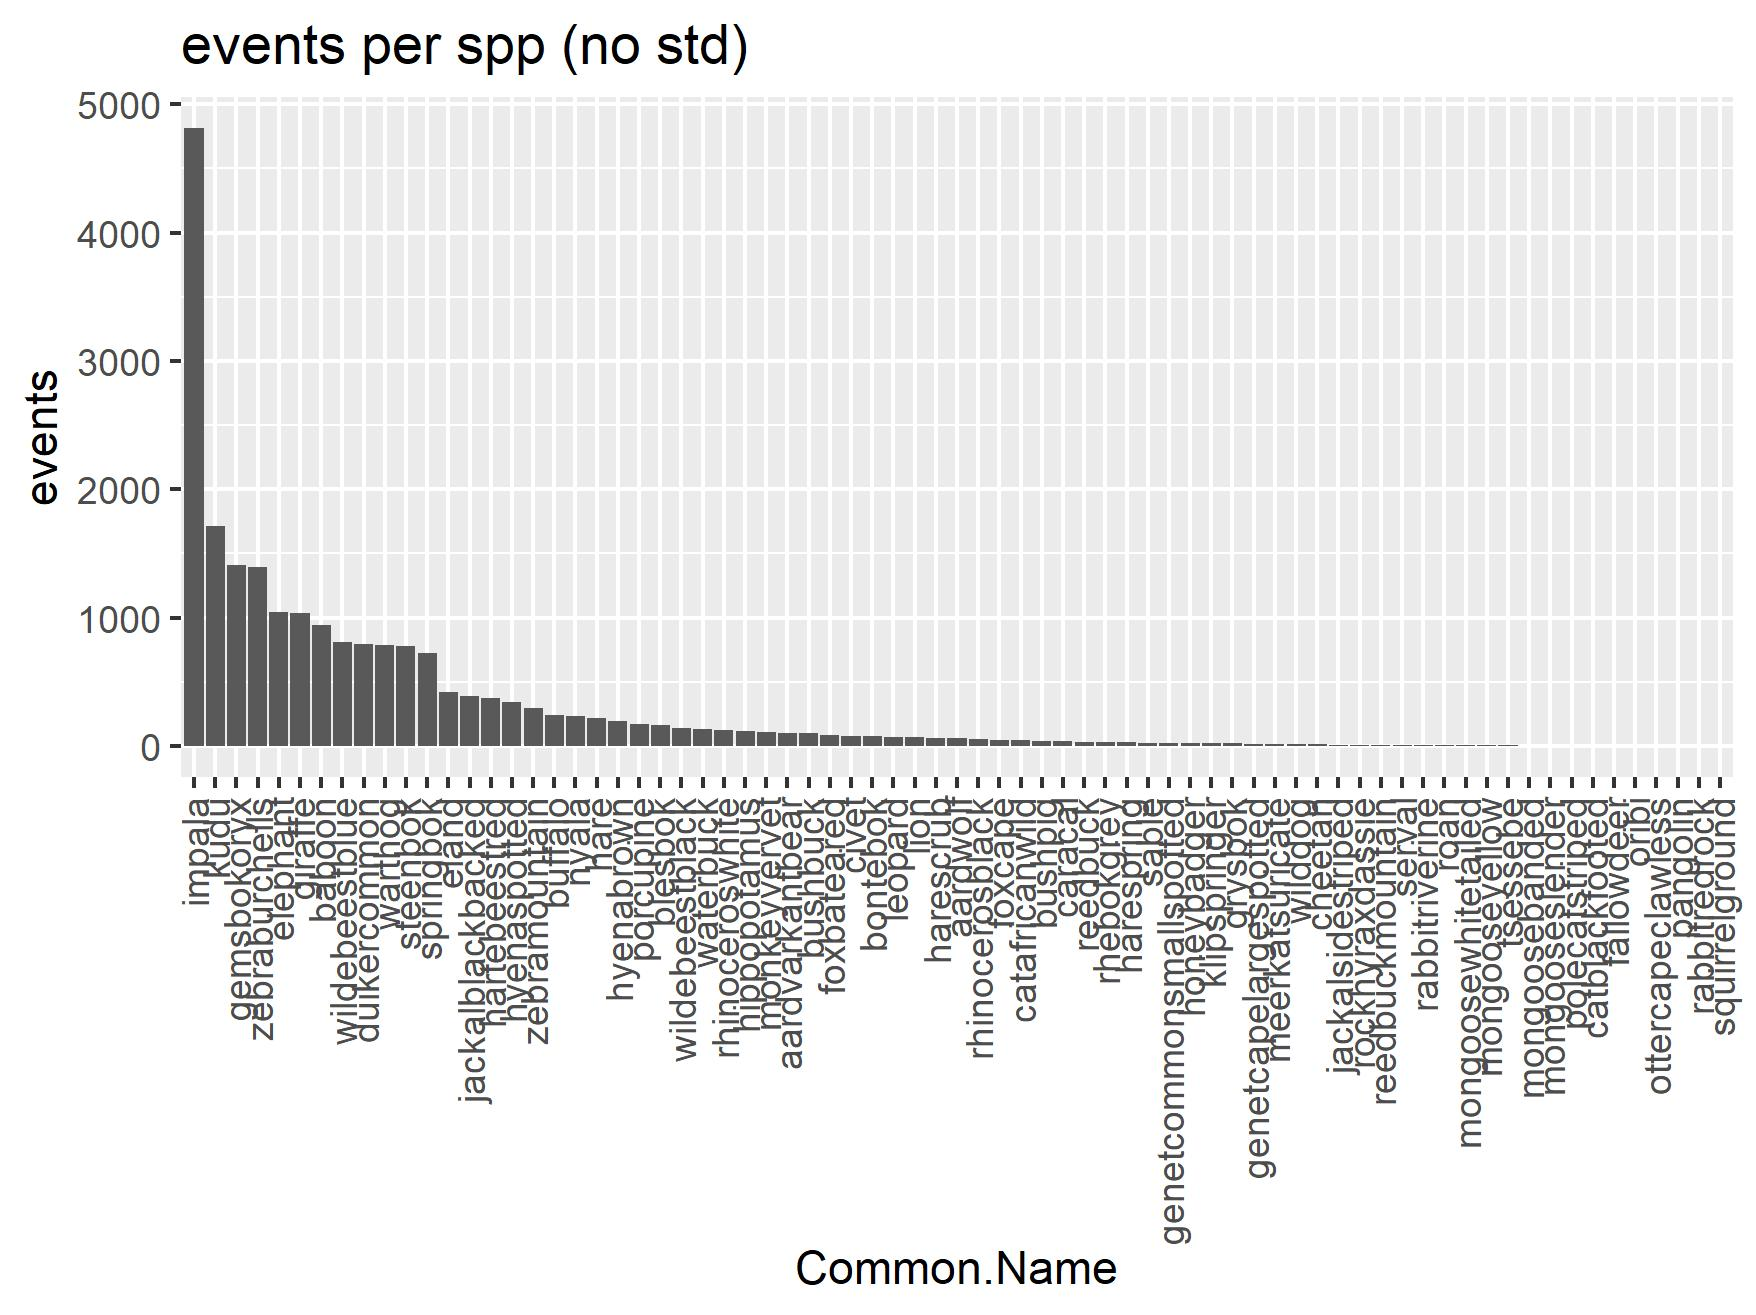 events per spp (no std)
5000
4000
3000
2000
1000
0
events
impala
kudu
gemsbokoryx
zebraburchells
elephant
giraffe
baboon
wildebeestblue
duikercommon
warthog
steenbok
springbok
eland
jackalblackbacked
hartebeestred
hyenaspotted
zebramountain
buffalo
nyala
hare
hyenabrown
porcupine
blesbok
wildebeestblack
waterbuck
rhinoceroswhite
hippopotamus
monkeyvervet
aardvarkantbear
bushbuck
foxbateared
civet
bontebok
leopard
lion
harescrub
aardwolf
rhinocerosblack
foxcape
catafricanwild
bushpig
caracal
reedbuck
rhebokgrey
harespring
sable
genetcommonsmallspotted
honeybadger
klipspringer
grysbok
genetcapelargespotted
meerkatsuricate
wilddog
cheetah
jackalsidestriped
rockhyraxdassie
reedbuckmountain
serval
rabbitriverine
roan
mongoosewhitetailed
mongooseyellow
tsessebe
mongoosebanded
mongooseslender
polecatstriped
catblackfooted
fallowdeer
oribi
ottercapeclawless
pangolin
rabbitredrock
squirrelground
Common.Name